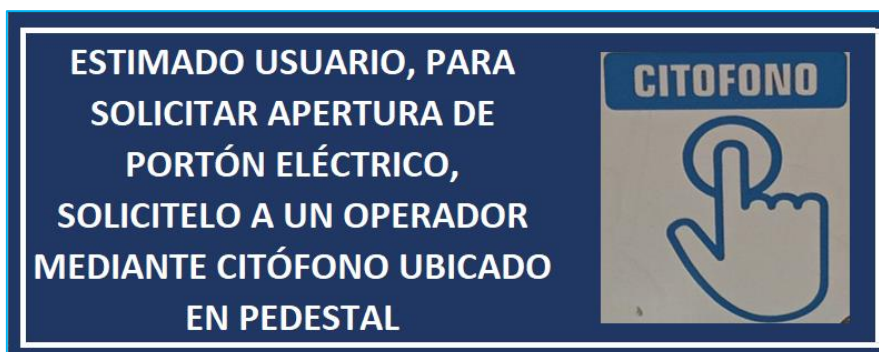 ESTIMADO USUARIO, PARA
SOLICITAR APERTURA DE
PORTÓN ELÉCTRICO,
SOLICITELO A UN OPERADOR
MEDIANTE CITÓFONO UBICADO
EN PEDESTAL
CITOFONO